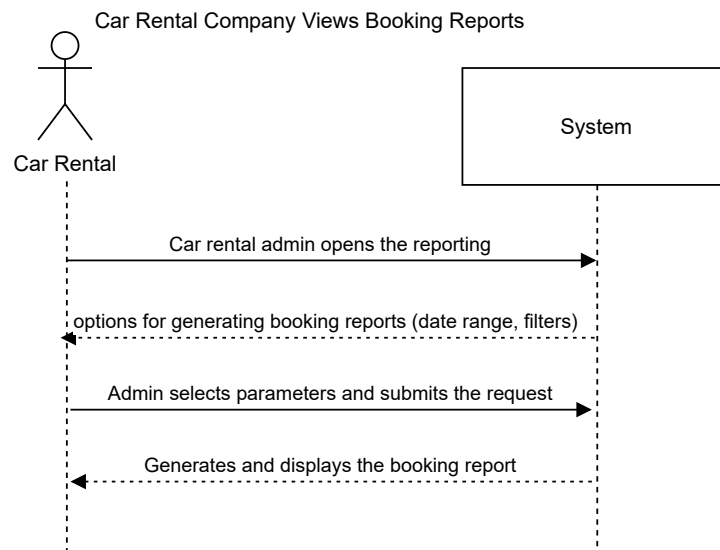 Car Rental Company Views Booking Reports
System
Car Rental
Car rental admin opens the reporting
options for generating booking reports (date range, filters)
Admin selects parameters and submits the request
Generates and displays the booking report